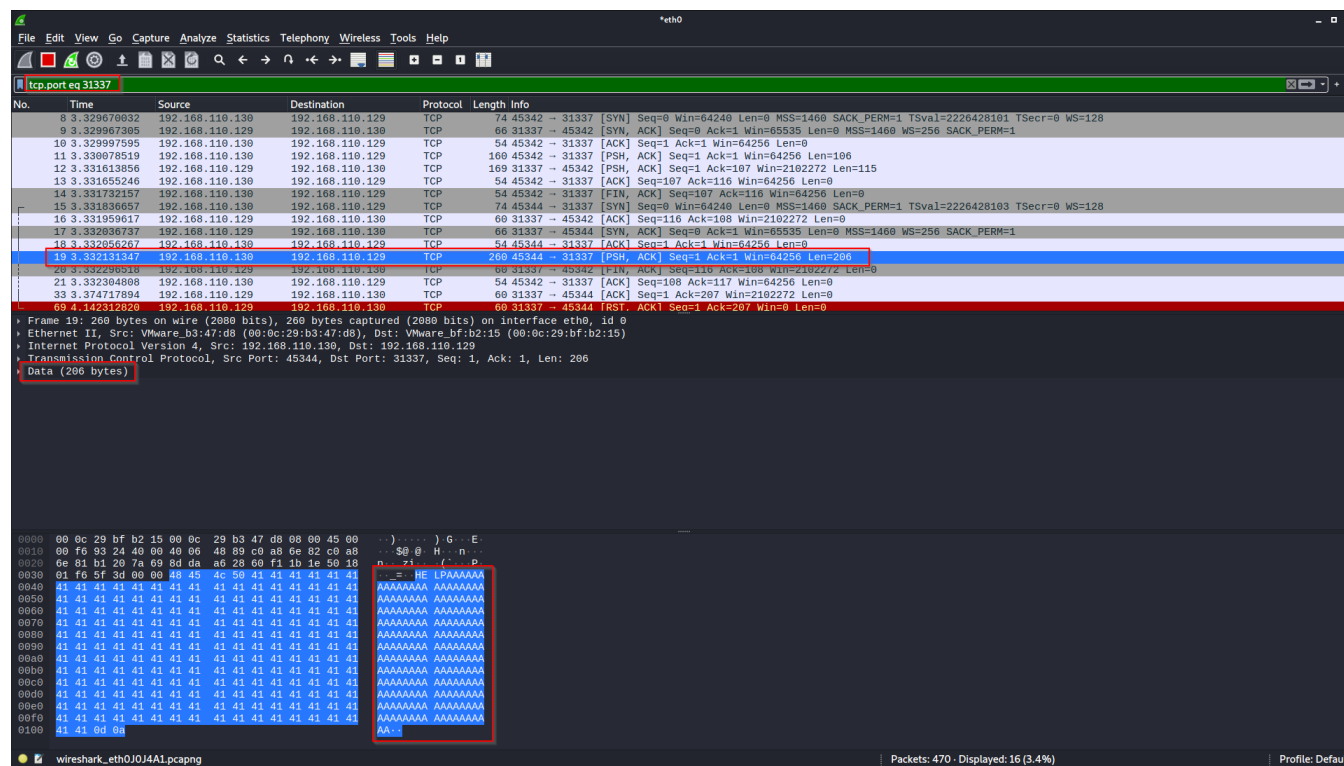 *eth0
File Edit View Go Capture Analyze Statistics Telephony Wireless Tools Help
tcp.port eq 31337
No. Time Source Destination Protocol Length Info
8 3.329670032 192.168.110.130 192.168.110.129 TCP 74 45342 → 31337 [SYN] Seq=0 Win=64240 Len=0 MSS=1460 SACK_PERM=1 TSval=2226428101 TSecr=0 WS=128
9 3.329967305 192.168.110.129 192.168.110.130 TCP 66 31337 → 45342 [SYN, ACK] Seq=0 Ack=1 Win=65535 Len=0 MSS=1460 WS=256 SACK_PERM=1
10 3.329997595 192.168.110.130 192.168.110.129 TCP 54 45342 → 31337 [ACK] Seq=1 Ack=1 Win=64256 Len=0
11 3.330078519 192.168.110.130 192.168.110.129 TCP 160 45342 → 31337 [PSH, ACK] Seq=1 Ack=1 Win=64256 Len=106
12 3.331613856 192.168.110.129 192.168.110.130 TCP 169 31337 → 45342 [PSH, ACK] Seq=1 Ack=107 Win=2102272 Len=115
13 3.331655246 192.168.110.130 192.168.110.129 TCP 54 45342 → 31337 [ACK] Seq=107 Ack=116 Win=64256 Len=0
14 3.331732157 192.168.110.130 192.168.110.129 TCP 54 45342 → 31337 [FIN, ACK] Seq=107 Ack=116 Win=64256 Len=0
15 3.331836657 192.168.110.130 192.168.110.129 TCP 74 45344 → 31337 [SYN] Seq=0 Win=64240 Len=0 MSS=1460 SACK_PERM=1 TSval=2226428103 TSecr=0 WS=128
16 3.331959617 192.168.110.129 192.168.110.130 TCP 60 31337 → 45342 [ACK] Seq=116 Ack=108 Win=2102272 Len=0
17 3.332036737 192.168.110.129 192.168.110.130 TCP 66 31337 → 45344 [SYN, ACK] Seq=0 Ack=1 Win=65535 Len=0 MSS=1460 WS=256 SACK_PERM=1
18 3.332056267 192.168.110.130 192.168.110.129 TCP 54 45344 → 31337 [ACK] Seq=1 Ack=1 Win=64256 Len=0
19 3.332131347 192.168.110.130 192.168.110.129 TCP 260 45344 → 31337 [PSH, ACK] Seq=1 Ack=1 Win=64256 Len=206
20 3.332296518 192.168.110.129 192.168.110.130 TCP 60 31337 → 45342 [FIN, ACK] Seq=116 Ack=108 Win=2102272 Len=0
21 3.332304808 192.168.110.130 192.168.110.129 TCP 54 45342 → 31337 [ACK] Seq=108 Ack=117 Win=64256 Len=0
33 3.374717894 192.168.110.129 192.168.110.130 TCP 60 31337 → 45344 [ACK] Seq=1 Ack=207 Win=2102272 Len=0
69 4.142312820 192.168.110.129 192.168.110.130 TCP 60 31337 → 45344 [RST, ACK] Seq=1 Ack=207 Win=0 Len=0
Frame 19: 260 bytes on wire (2080 bits), 260 bytes captured (2080 bits) on interface eth0, id 0
Ethernet II, Src: VMware_b3:47:d8 (00:0c:29:b3:47:d8), Dst: VMware_bf:b2:15 (00:0c:29:bf:b2:15)
Internet Protocol Version 4, Src: 192.168.110.130, Dst: 192.168.110.129
Transmission Control Protocol, Src Port: 45344, Dst Port: 31337, Seq: 1, Ack: 1, Len: 206
Data (206 bytes)
0000 00 0c 29 bf b2 15 00 0c 29 b3 47 d8 08 00 45 00 ··)·····)·G···E·
0010 00 f6 93 24 40 00 40 06 48 89 c0 a8 6e 82 c0 a8 ···$@·@·H···n···
0020 6e 81 b1 20 7a 69 8d da a6 28 60 f1 1b 1e 50 18 n·· zi···(`···P·
0030 01 f6 5f 3d 00 00 48 45 4c 50 41 41 41 41 41 41 ··_=··HE LPAAAAAA
0040 41 41 41 41 41 41 41 41 41 41 41 41 41 41 41 41 AAAAAAAA AAAAAAAA
0050 41 41 41 41 41 41 41 41 41 41 41 41 41 41 41 41 AAAAAAAA AAAAAAAA
0060 41 41 41 41 41 41 41 41 41 41 41 41 41 41 41 41 AAAAAAAA AAAAAAAA
0070 41 41 41 41 41 41 41 41 41 41 41 41 41 41 41 41 AAAAAAAA AAAAAAAA
0080 41 41 41 41 41 41 41 41 41 41 41 41 41 41 41 41 AAAAAAAA AAAAAAAA
0090 41 41 41 41 41 41 41 41 41 41 41 41 41 41 41 41 AAAAAAAA AAAAAAAA
00a0 41 41 41 41 41 41 41 41 41 41 41 41 41 41 41 41 AAAAAAAA AAAAAAAA
00b0 41 41 41 41 41 41 41 41 41 41 41 41 41 41 41 41 AAAAAAAA AAAAAAAA
00c0 41 41 41 41 41 41 41 41 41 41 41 41 41 41 41 41 AAAAAAAA AAAAAAAA
00d0 41 41 41 41 41 41 41 41 41 41 41 41 41 41 41 41 AAAAAAAA AAAAAAAA
00e0 41 41 41 41 41 41 41 41 41 41 41 41 41 41 41 41 AAAAAAAA AAAAAAAA
00f0 41 41 41 41 41 41 41 41 41 41 41 41 41 41 41 41 AAAAAAAA AAAAAAAA
0100 41 41 0d 0a AA··
wireshark_eth0J0J4A1.pcapng Packets: 470 · Displayed: 16 (3.4%) Profile: Defau